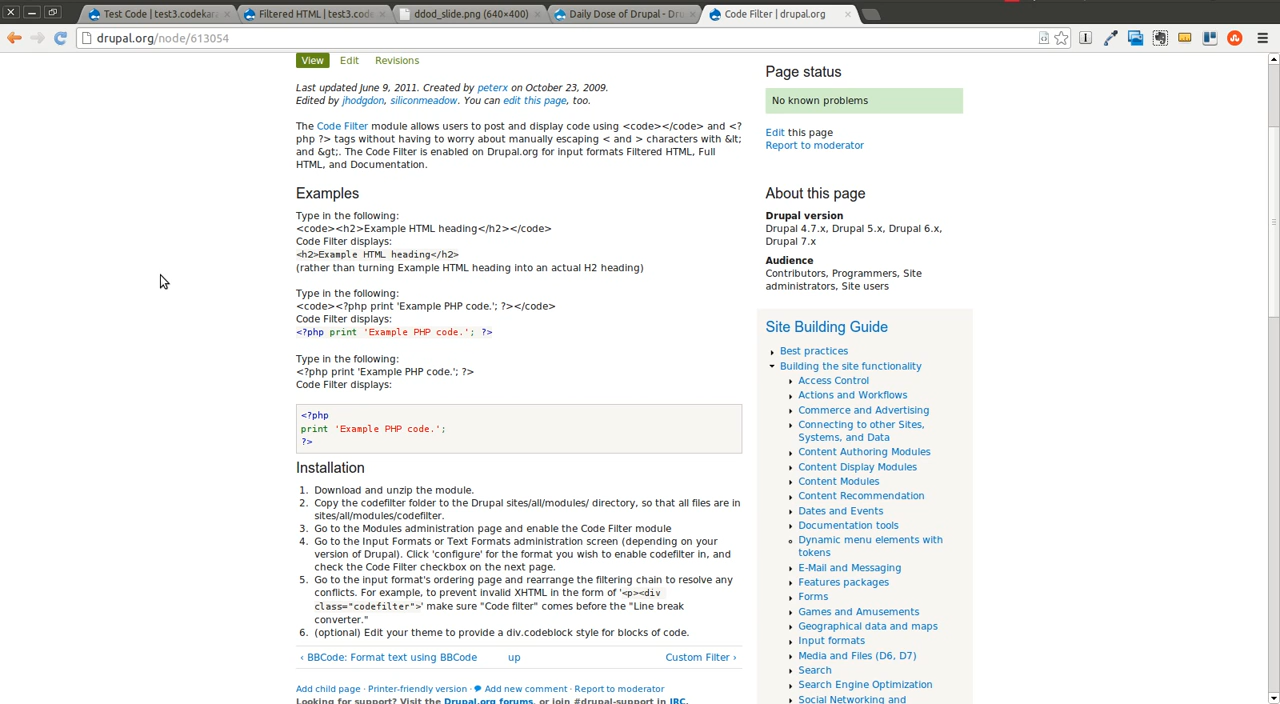 Test Code | test3.codekar
Filtered HTML | test3.code
ddod_slide.png (640×400)
Daily Dose of Drupal - Dru
Code Filter | drupal.org
drupal.org/node/613054
View Edit Revisions
Last updated June 9, 2011. Created by peterx on October 23, 2009.
Edited by jhodgdon, siliconmeadow. You can edit this page, too.
The Code Filter module allows users to post and display code using <code></code> and <?
php ?> tags without having to worry about manually escaping < and > characters with &lt;
and &gt;. The Code Filter is enabled on Drupal.org for input formats Filtered HTML, Full
HTML, and Documentation.
Examples
Type in the following:
<code><h2>Example HTML heading</h2></code>
Code Filter displays:
<h2>Example HTML heading</h2>
(rather than turning Example HTML heading into an actual H2 heading)
Type in the following:
<code><?php print 'Example PHP code.'; ?></code>
Code Filter displays:
<?php print 'Example PHP code.'; ?>
Type in the following:
<?php print 'Example PHP code.'; ?>
Code Filter displays:
<?php
print 'Example PHP code.';
?>
Installation
1. Download and unzip the module.
2. Copy the codefilter folder to the Drupal sites/all/modules/ directory, so that all files are in
sites/all/modules/codefilter.
3. Go to the Modules administration page and enable the Code Filter module
4. Go to the Input Formats or Text Formats administration screen (depending on your
version of Drupal). Click 'configure' for the format you wish to enable codefilter in, and
check the Code Filter checkbox on the next page.
5. Go to the input format's ordering page and rearrange the filtering chain to resolve any
conflicts. For example, to prevent invalid XHTML in the form of '<p><div
class="codefilter">' make sure "Code filter" comes before the "Line break
converter."
6. (optional) Edit your theme to provide a div.codeblock style for blocks of code.
‹ BBCode: Format text using BBCode up Custom Filter ›
Add child page · Printer-friendly version · Add new comment · Report to moderator
Looking for support? Visit the Drupal.org forums, or join #drupal-support in IRC.
Page status
No known problems
Edit this page
Report to moderator
About this page
Drupal version
Drupal 4.7.x, Drupal 5.x, Drupal 6.x,
Drupal 7.x
Audience
Contributors, Programmers, Site
administrators, Site users
Site Building Guide
Best practices
Building the site functionality
Access Control
Actions and Workflows
Commerce and Advertising
Connecting to other Sites,
Systems, and Data
Content Authoring Modules
Content Display Modules
Content Modules
Content Recommendation
Dates and Events
Documentation tools
Dynamic menu elements with
tokens
E-Mail and Messaging
Features packages
Forms
Games and Amusements
Geographical data and maps
Input formats
Media and Files (D6, D7)
Search
Search Engine Optimization
Social Networking and